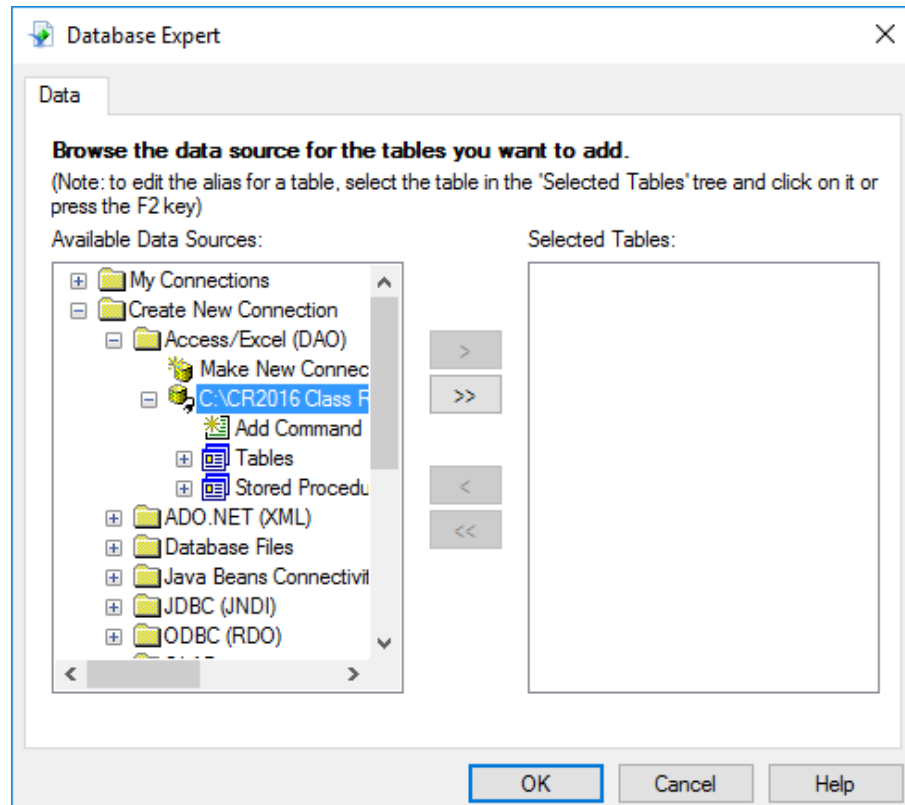 Database Expert
Data
Browse the data source for the tables you want to add.
(Note: to edit the alias for a table, select the table in the 'Selected Tables' tree and click on it or
press the F2 key)
Available Data Sources:
Selected Tables:
My Connections
Create New Connection
Access/Excel (DAO)
Make New Connec
C:\CR2016 Class R
Add Command
Tables
Stored Procedu
ADO.NET (XML)
Database Files
Java Beans Connectivit
JDBC (JNDI)
ODBC (RDO)
>
>>
<
<<
OK
Cancel
Help